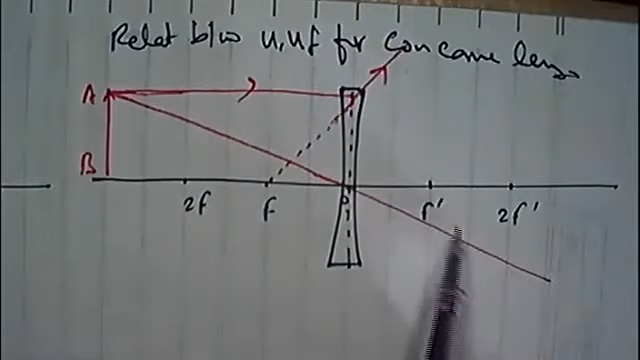 Relat b/w u, v f for Concave lens
A
B
2f f O f' 2f'